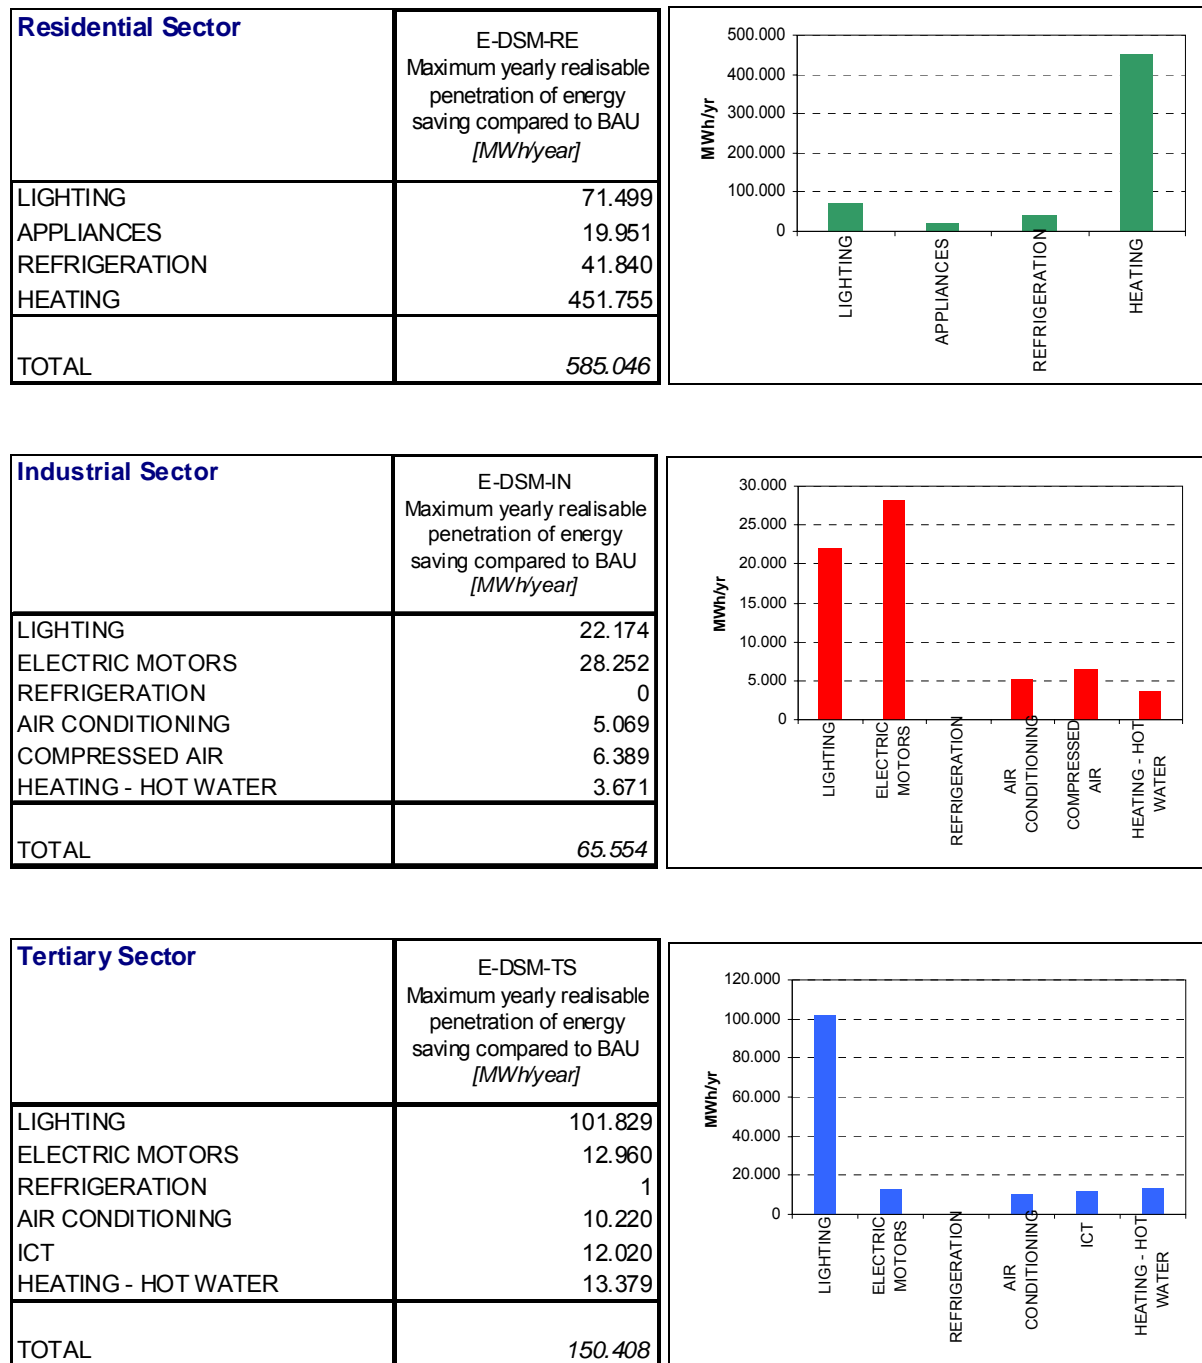 Residential Sector
E-DSM-RE
Maximum yearly realisable
penetration of energy
saving compared to BAU
[MWh/year]
LIGHTING 71.499
APPLIANCES 19.951
REFRIGERATION 41.840
HEATING 451.755
TOTAL 585.046
500.000
400.000
300.000
200.000
100.000
0
MWh/yr
LIGHTING
APPLIANCES
REFRIGERATION
HEATING
Industrial Sector
E-DSM-IN
Maximum yearly realisable
penetration of energy
saving compared to BAU
[MWh/year]
LIGHTING 22.174
ELECTRIC MOTORS 28.252
REFRIGERATION 0
AIR CONDITIONING 5.069
COMPRESSED AIR 6.389
HEATING - HOT WATER 3.671
TOTAL 65.554
30.000
25.000
20.000
15.000
10.000
5.000
0
MWh/yr
LIGHTING
ELECTRIC
MOTORS
REFRIGERATION
AIR
CONDITIONING
COMPRESSED
AIR
HEATING - HOT
WATER
Tertiary Sector
E-DSM-TS
Maximum yearly realisable
penetration of energy
saving compared to BAU
[MWh/year]
LIGHTING 101.829
ELECTRIC MOTORS 12.960
REFRIGERATION 1
AIR CONDITIONING 10.220
ICT 12.020
HEATING - HOT WATER 13.379
TOTAL 150.408
120.000
100.000
80.000
60.000
40.000
20.000
0
MWh/yr
LIGHTING
ELECTRIC
MOTORS
REFRIGERATION
AIR
CONDITIONING
ICT
HEATING - HOT
WATER